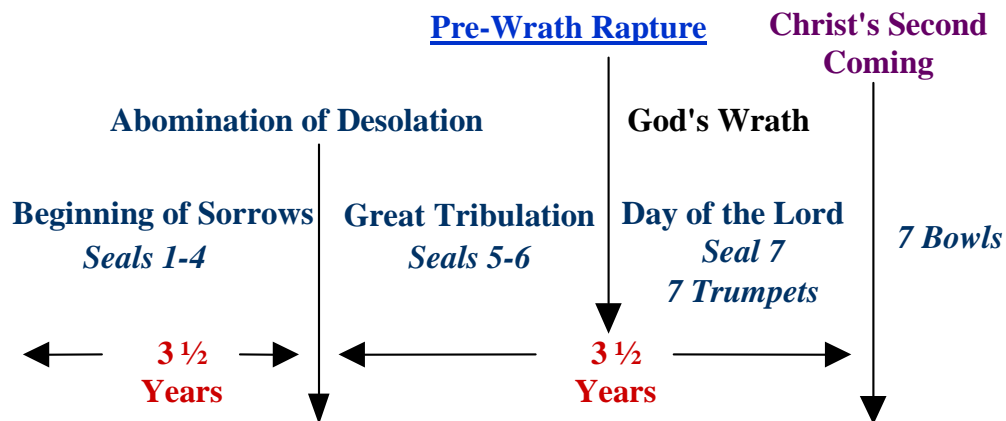 Pre-Wrath Rapture
Christ's Second
Coming
Abomination of Desolation
God's Wrath
Beginning of Sorrows
Seals 1-4
Great Tribulation
Seals 5-6
Day of the Lord
Seal 7
7 Trumpets
7 Bowls
3 ½
Years
3 ½
Years